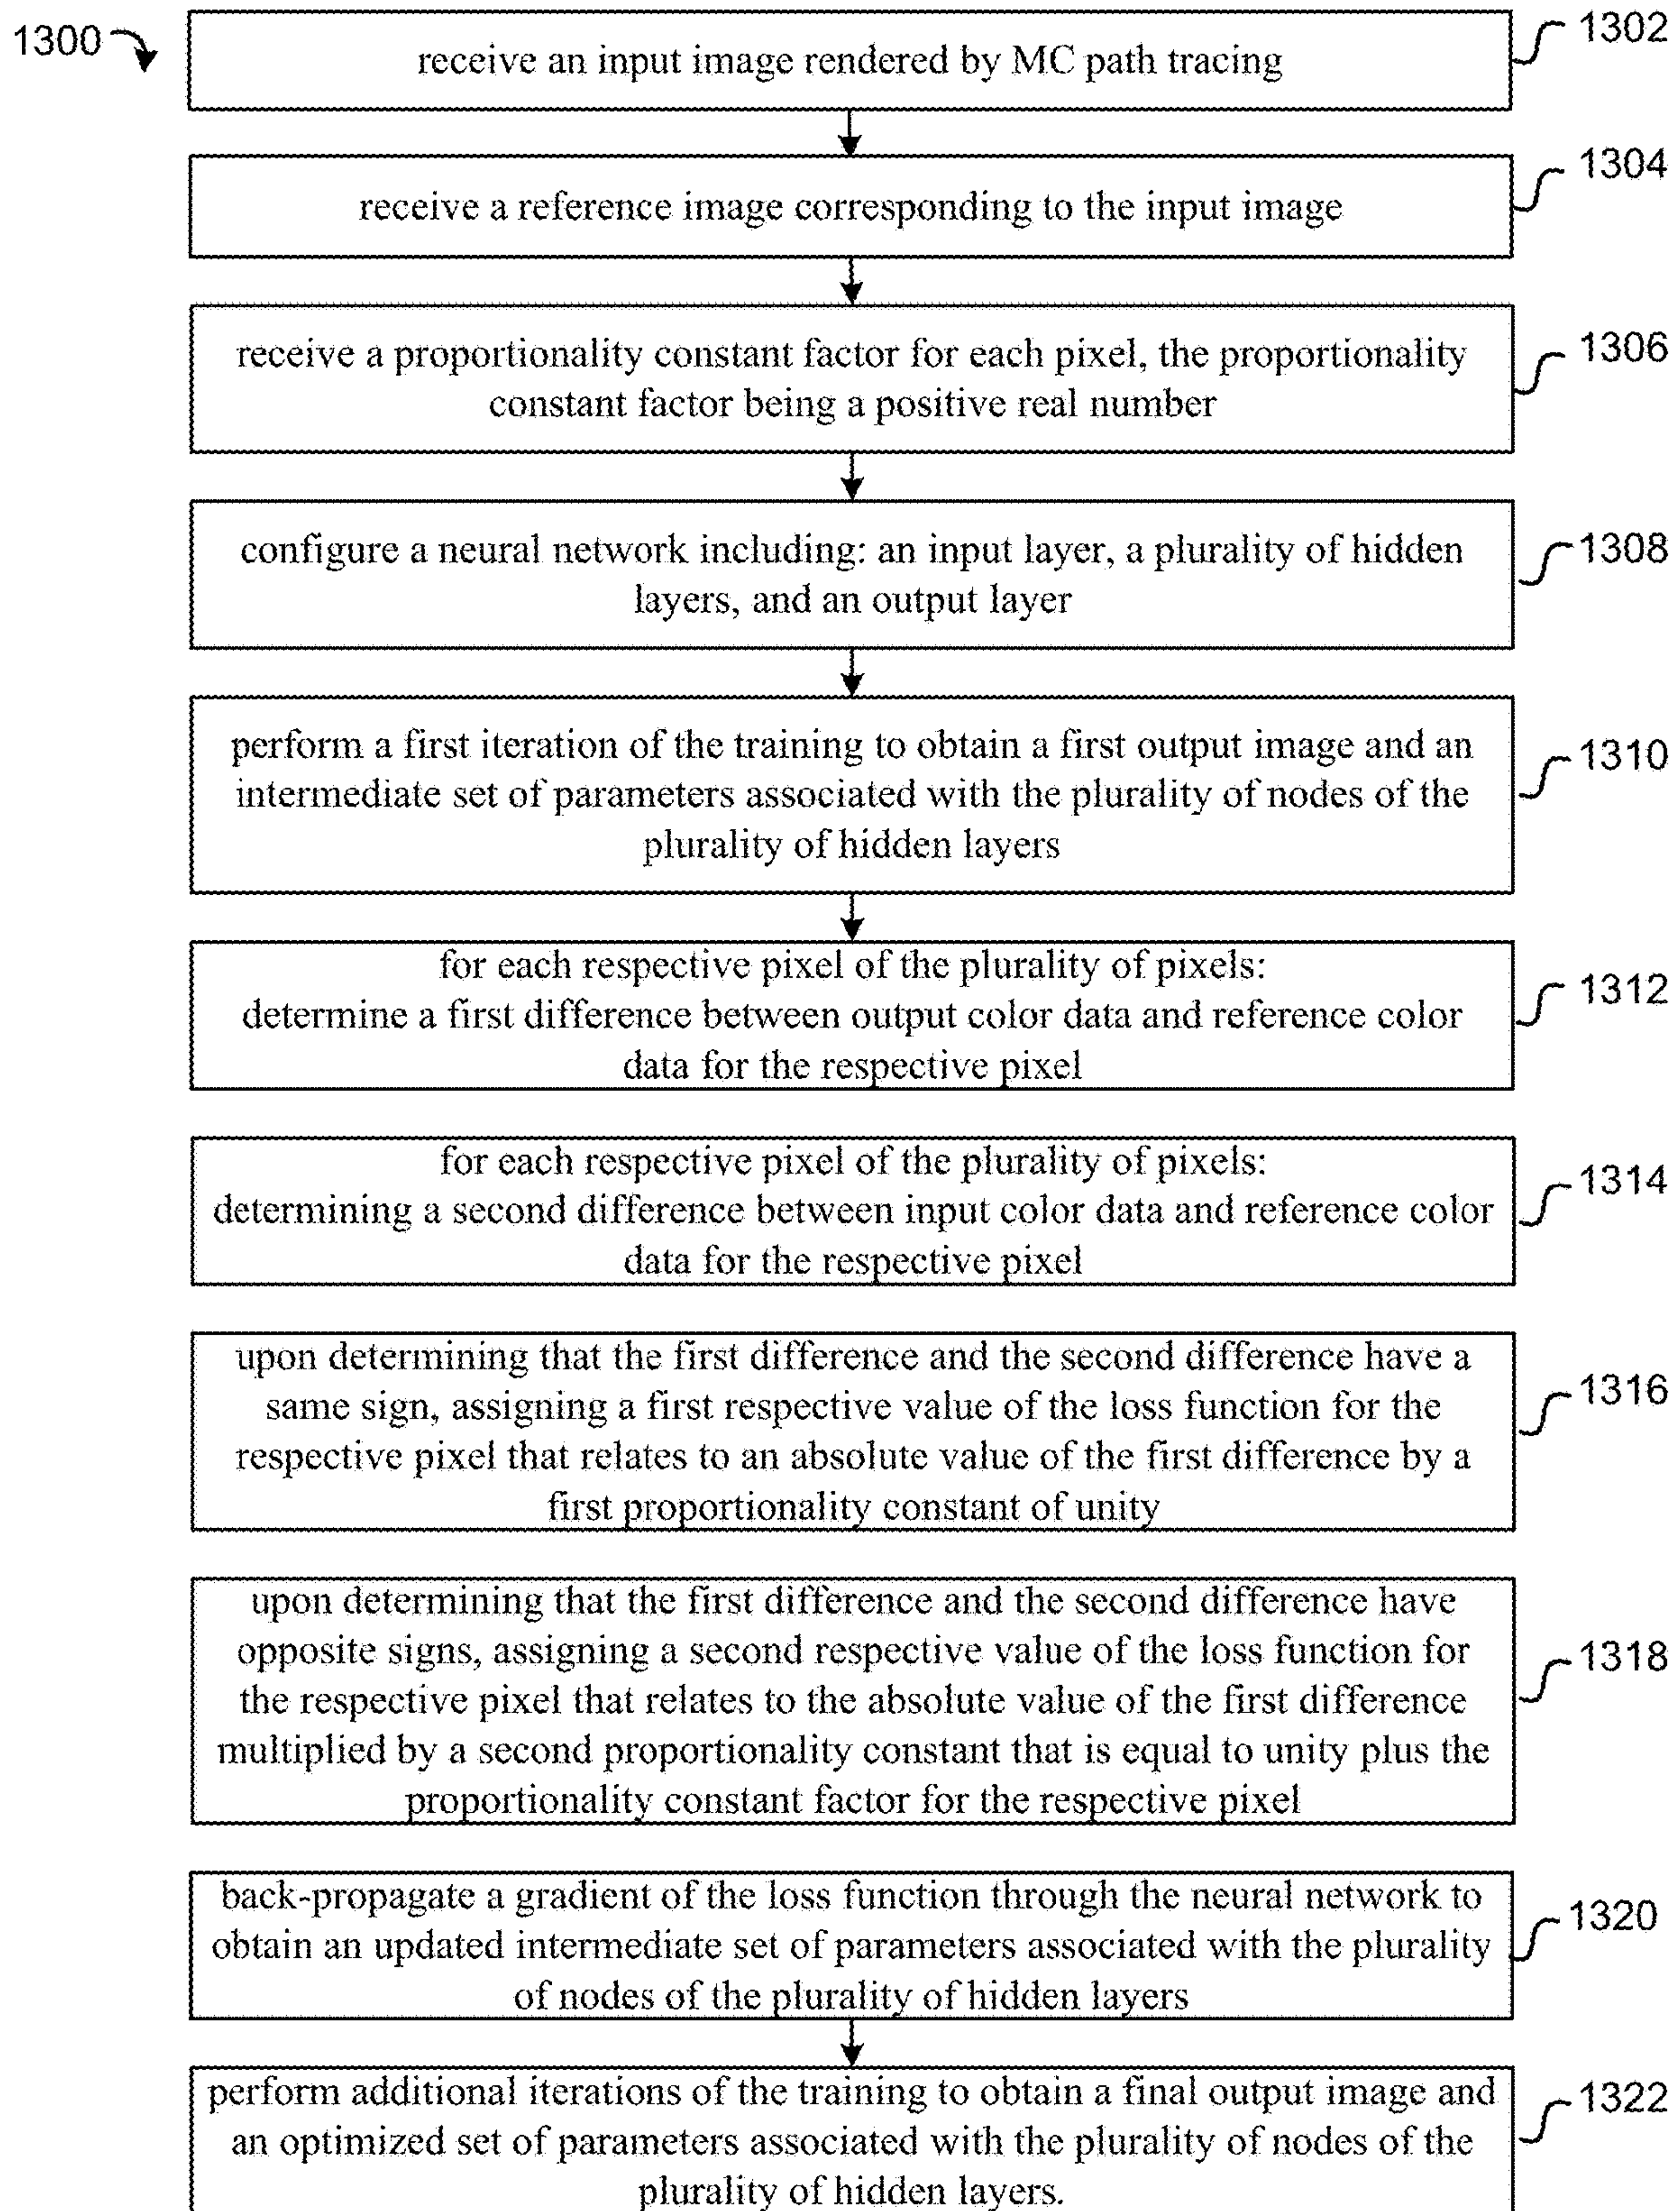 1300
receive an input image rendered by MC path tracing
1302
receive a reference image corresponding to the input image
1304
receive a proportionality constant factor for each pixel, the proportionality
constant factor being a positive real number
1306
configure a neural network including: an input layer, a plurality of hidden
layers, and an output layer
1308
perform a first iteration of the training to obtain a first output image and an
intermediate set of parameters associated with the plurality of nodes of the
plurality of hidden layers
1310
for each respective pixel of the plurality of pixels:
determine a first difference between output color data and reference color
data for the respective pixel
1312
for each respective pixel of the plurality of pixels:
determining a second difference between input color data and reference color
data for the respective pixel
1314
upon determining that the first difference and the second difference have a
same sign, assigning a first respective value of the loss function for the
respective pixel that relates to an absolute value of the first difference by a
first proportionality constant of unity
1316
upon determining that the first difference and the second difference have
opposite signs, assigning a second respective value of the loss function for
the respective pixel that relates to the absolute value of the first difference
multiplied by a second proportionality constant that is equal to unity plus the
proportionality constant factor for the respective pixel
1318
back-propagate a gradient of the loss function through the neural network to
obtain an updated intermediate set of parameters associated with the plurality
of nodes of the plurality of hidden layers
1320
perform additional iterations of the training to obtain a final output image and
an optimized set of parameters associated with the plurality of nodes of the
plurality of hidden layers.
1322